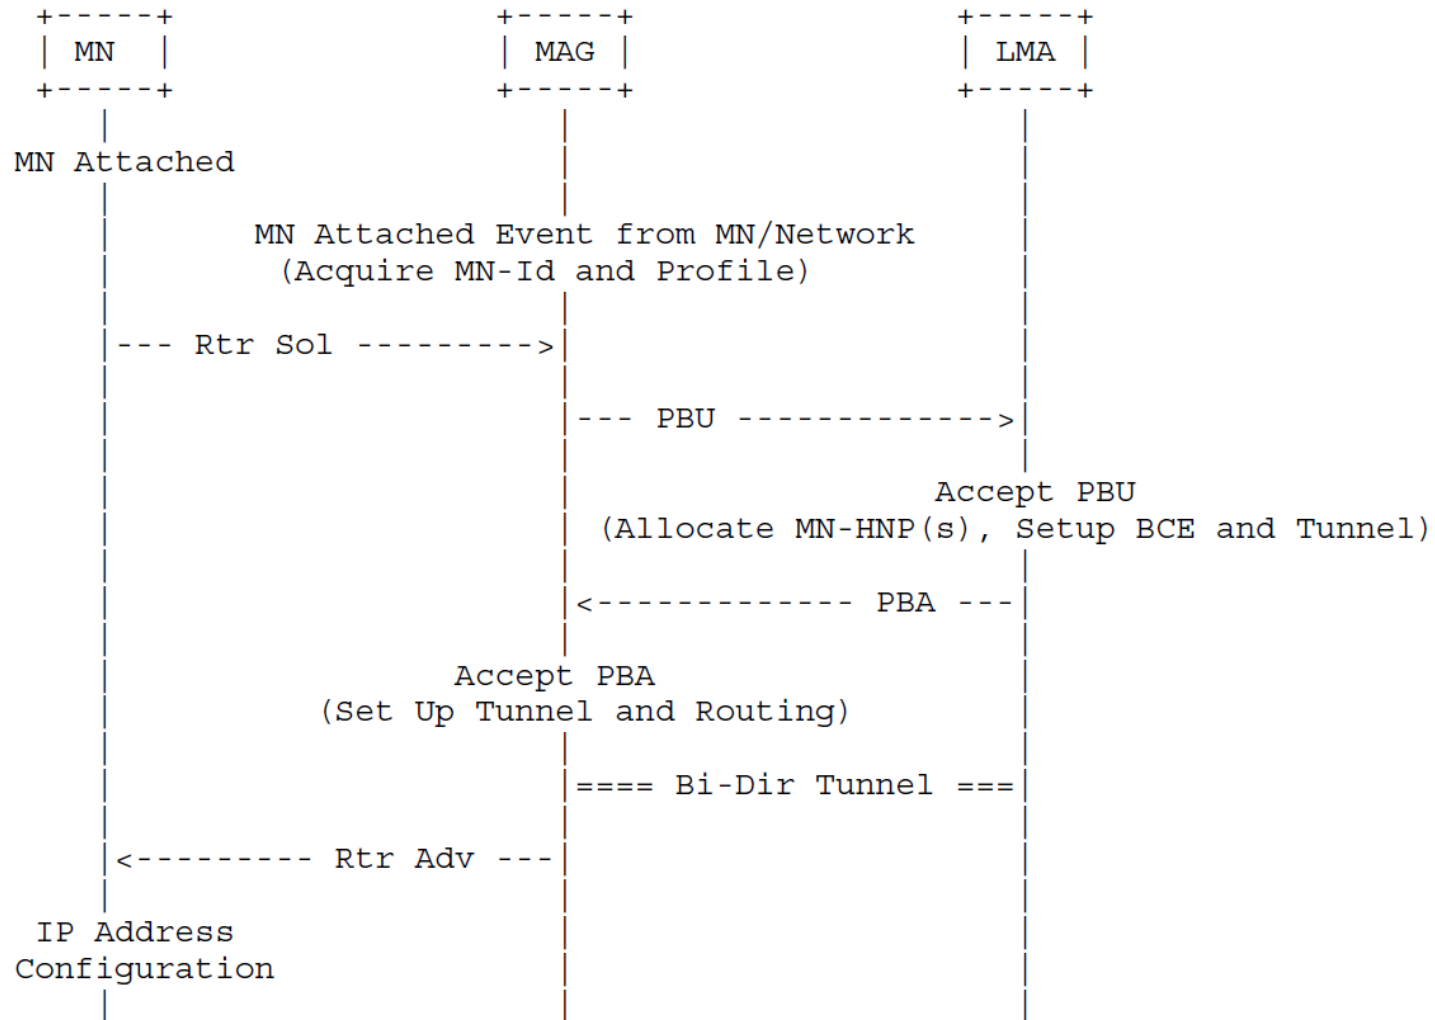 +-----+ +-----+ +-----+
| MN | | MAG | | LMA |
+-----+ +-----+ +-----+
MN Attached
MN Attached Event from MN/Network
(Acquire MN-Id and Profile)
|--- Rtr Sol --------->|
|--- PBU ------------->|
Accept PBU
(Allocate MN-HNP(s), Setup BCE and Tunnel)
|<------------- PBA ---|
Accept PBA
(Set Up Tunnel and Routing)
|==== Bi-Dir Tunnel ===|
|<--------- Rtr Adv ---|
IP Address
Configuration